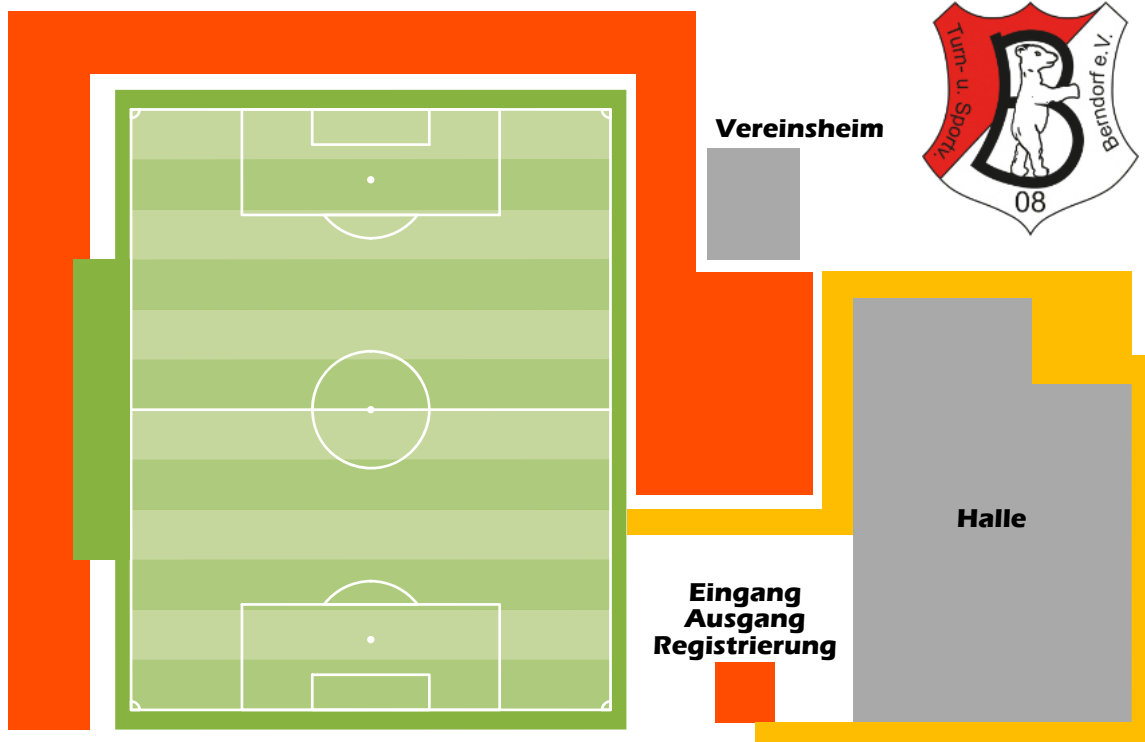 Turn- u. Sportv.
Berndorf e.V.
B
08
Vereinsheim
Halle
Eingang
Ausgang
Registrierung